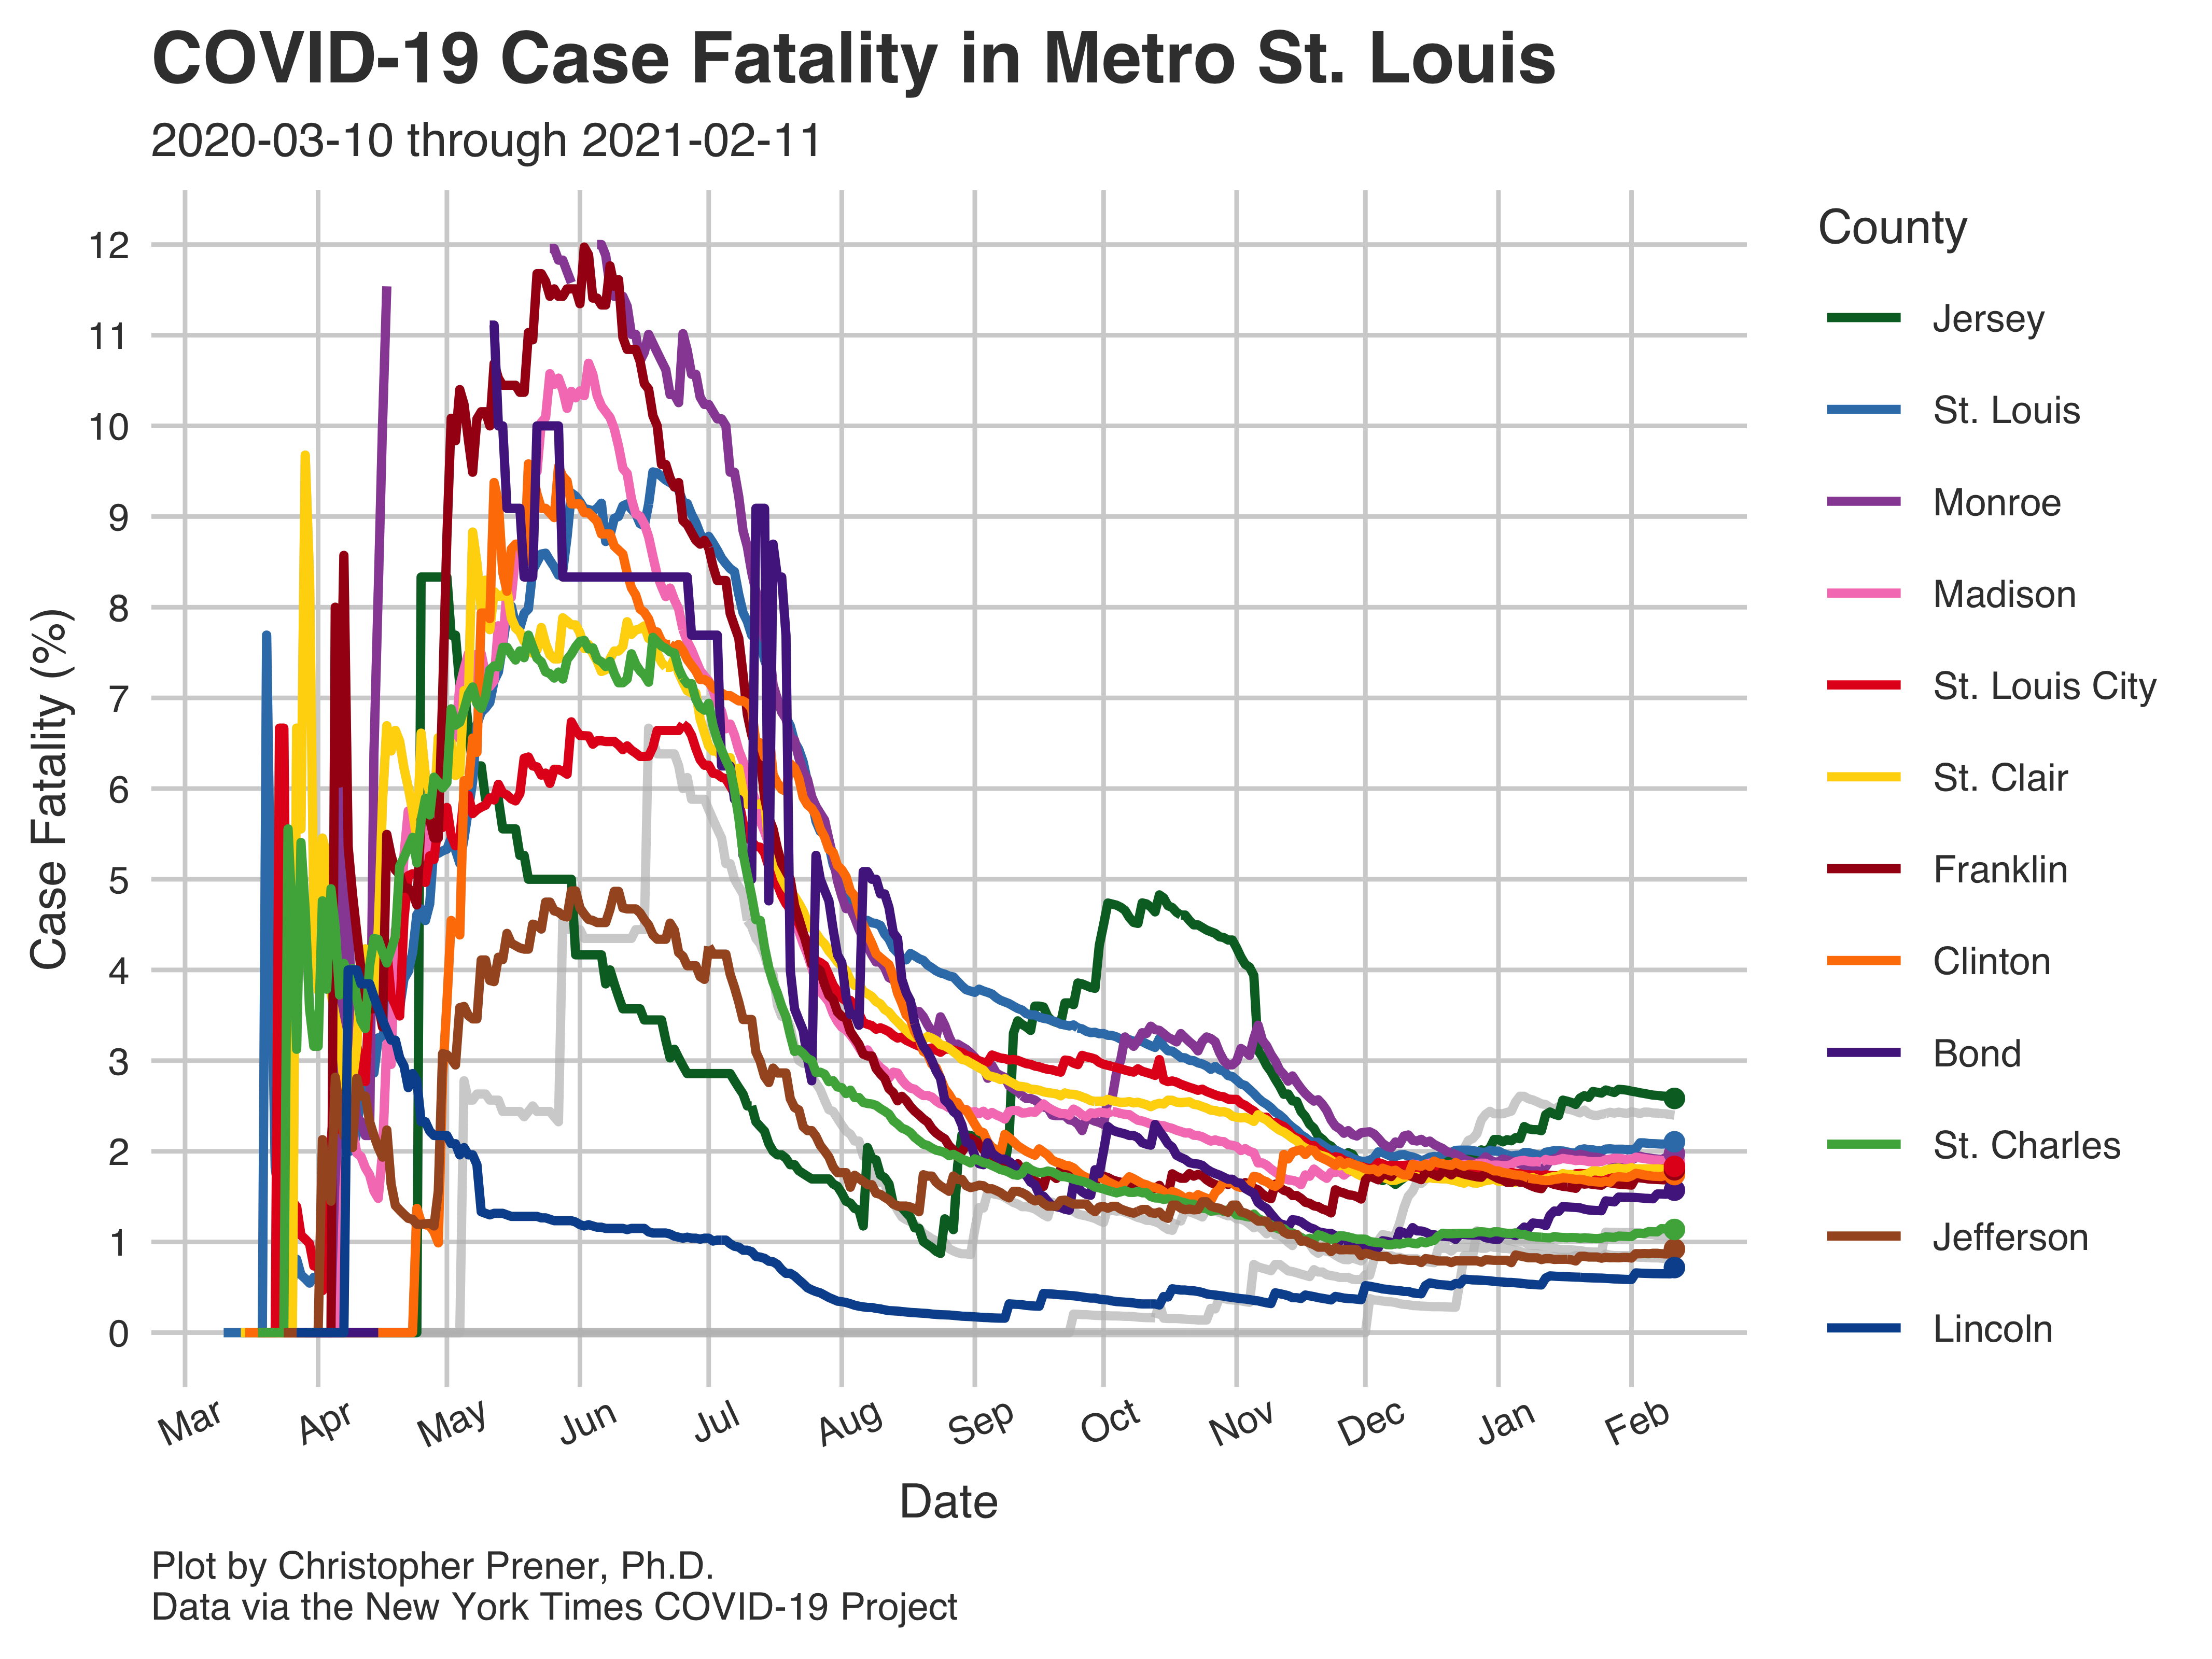 COVID-19 Case Fatality in Metro St. Louis
2020-03-10 through 2021-02-11
Case Fatality (%)
12
11
10
9
8
7
6
5
4
3
2
1
0
Mar
Apr
May
Jun
Jul
Aug
Sep
Oct
Nov
Dec
Jan
Feb
Date
County
Jersey
St. Louis
Monroe
Madison
St. Louis City
St. Clair
Franklin
Clinton
Bond
St. Charles
Jefferson
Lincoln
Plot by Christopher Prener, Ph.D.
Data via the New York Times COVID-19 Project